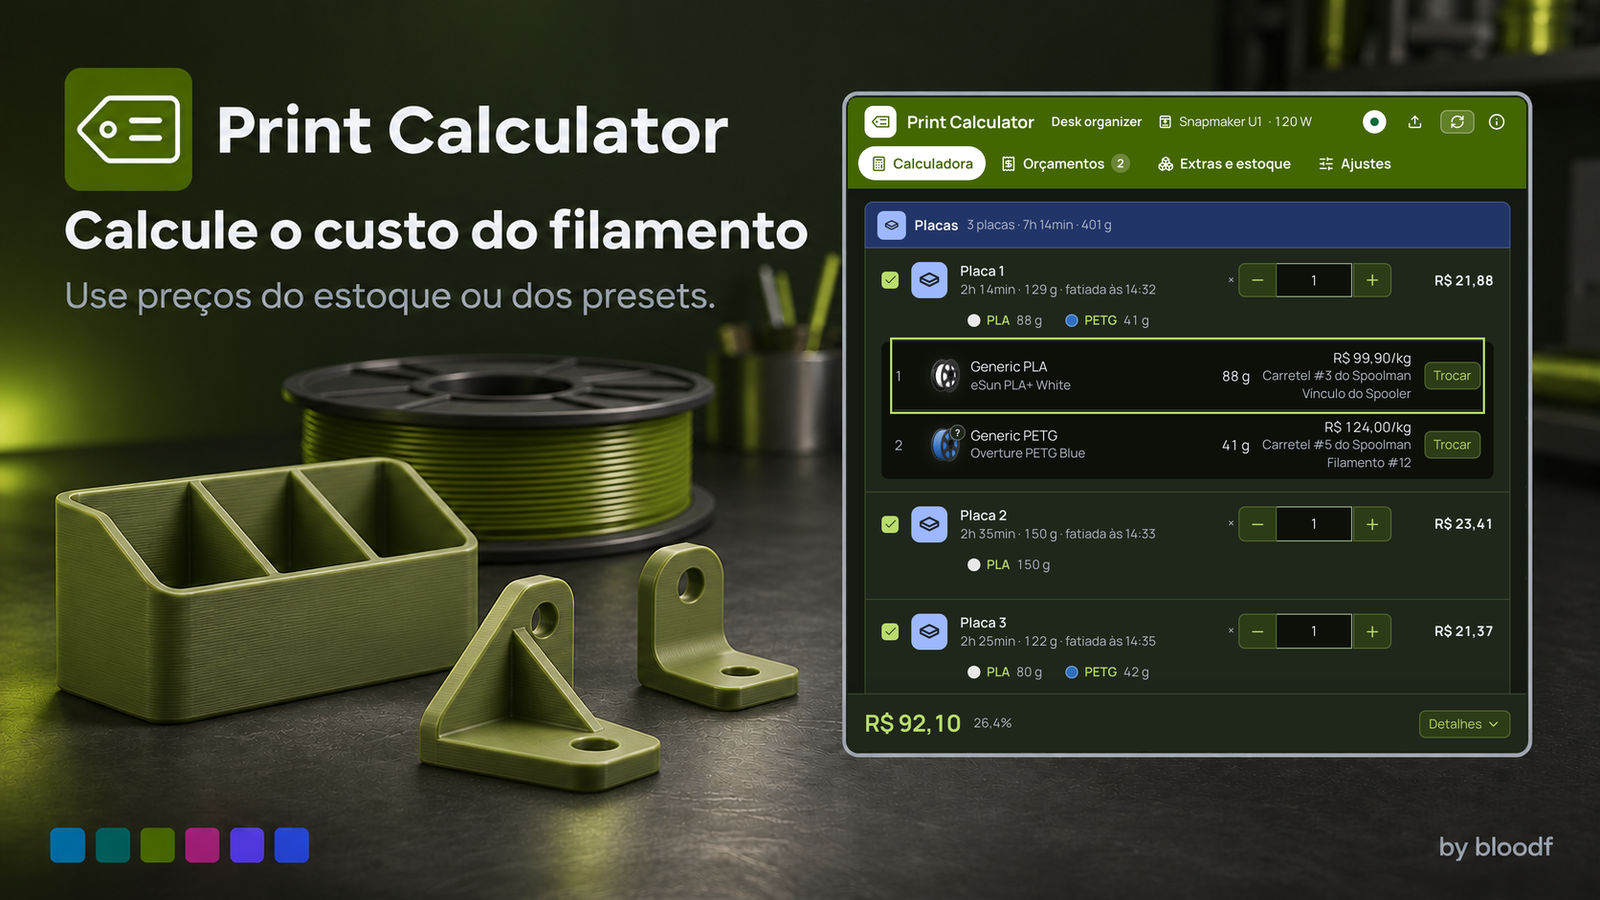 Print Calculator
Calcule o custo do filamento
Use preços do estoque ou dos presets.
Print Calculator Desk organizer Snapmaker U1 · 120 W
Calculadora Orçamentos 2 Extras e estoque Ajustes
Placas 3 placas · 7h 14min · 401 g
Placa 1
2h 14min · 129 g · fatiada às 14:32
× − 1 + R$ 21,88
PLA 88 g PETG 41 g
1 Generic PLA
eSun PLA+ White
88 g
R$ 99,90/kg
Carretel #3 do Spoolman
Vínculo do Spooler
Trocar
2 ? Generic PETG
Overture PETG Blue
41 g
R$ 124,00/kg
Carretel #5 do Spoolman
Filamento #12
Trocar
Placa 2
2h 35min · 150 g · fatiada às 14:33
× − 1 + R$ 23,41
PLA 150 g
Placa 3
2h 25min · 122 g · fatiada às 14:35
× − 1 + R$ 21,37
PLA 80 g PETG 42 g
R$ 92,10 26,4% Detalhes
by bloodf